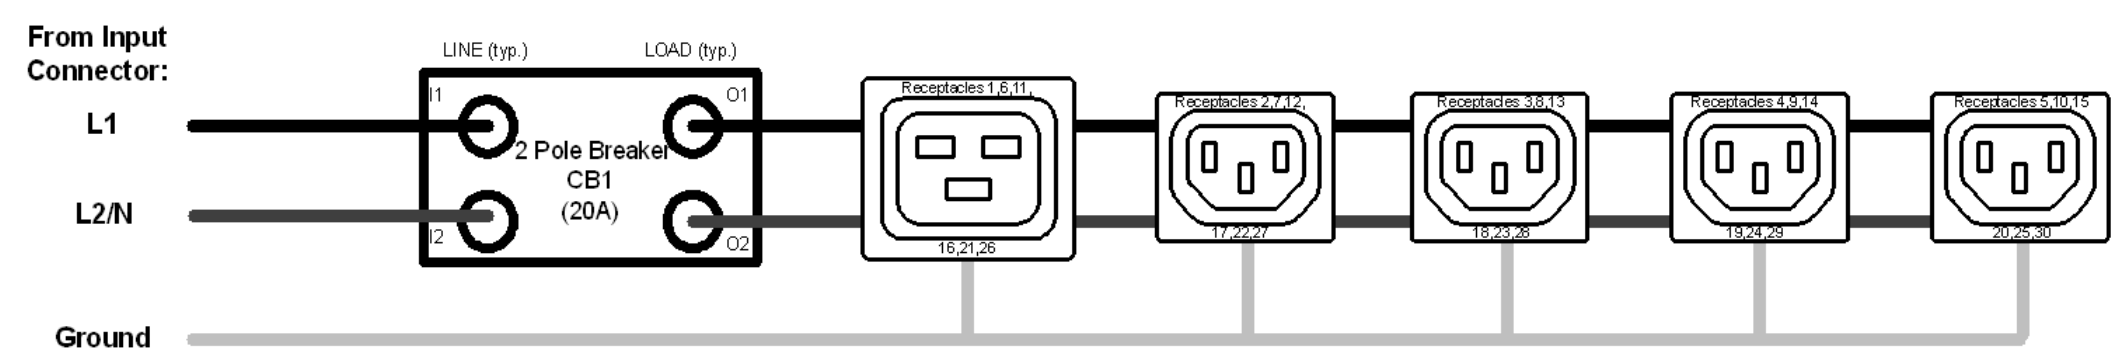 From Input
Connector:
LINE (typ.)
LOAD (typ.)
L1
I1
O1
2 Pole Breaker
CB1
(20A)
L2/N
I2
O2
Receptacles 1,6,11,
16,21,26
Receptacles 2,7,12,
17,22,27
Receptacles 3,8,13
18,23,28
Receptacles 4,9,14
19,24,29
Receptacles 5,10,15
20,25,30
Ground